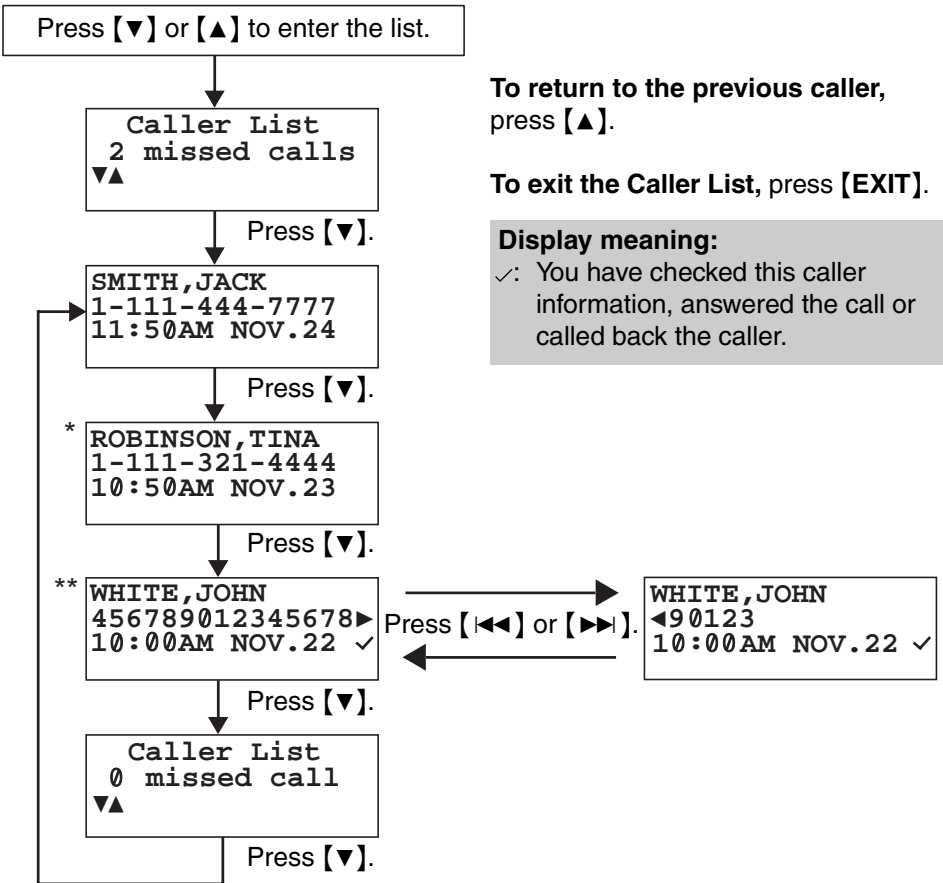 Press【▼】or【▲】to enter the list.
Caller List
2 missed calls
▼▲
Press【▼】.
SMITH,JACK
1-111-444-7777
11:50AM NOV.24
Press【▼】.
*
ROBINSON,TINA
1-111-321-4444
10:50AM NOV.23
Press【▼】.
**
WHITE,JOHN
456789012345678▶
10:00AM NOV.22 ✓
Press【⏮】or【⏭】.
WHITE,JOHN
◀90123
10:00AM NOV.22 ✓
Press【▼】.
Caller List
0 missed call
▼▲
Press【▼】.
To return to the previous caller,
press【▲】.
To exit the Caller List, press【EXIT】.
Display meaning:
✓: You have checked this caller
information, answered the call or
called back the caller.